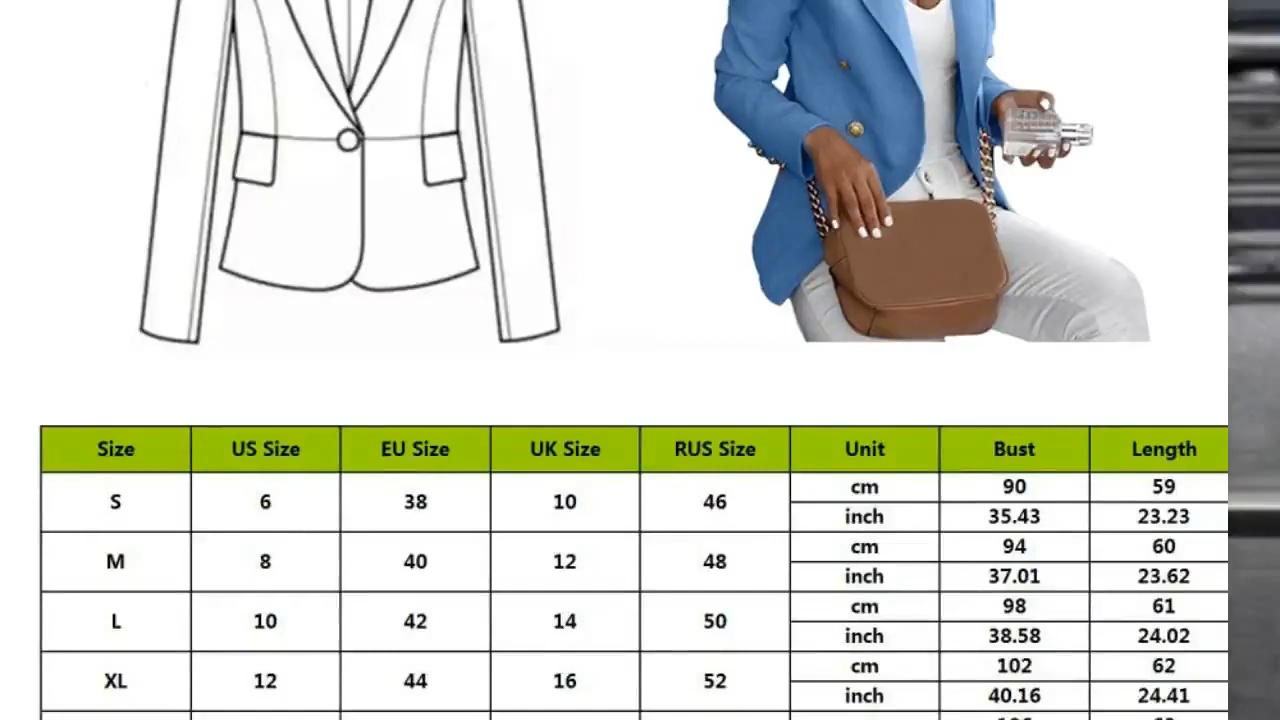 Size US Size EU Size UK Size RUS Size Unit Bust Length
S 6 38 10 46 cm 90 59
inch 35.43 23.23
M 8 40 12 48 cm 94 60
inch 37.01 23.62
L 10 42 14 50 cm 98 61
inch 38.58 24.02
XL 12 44 16 52 cm 102 62
inch 40.16 24.41